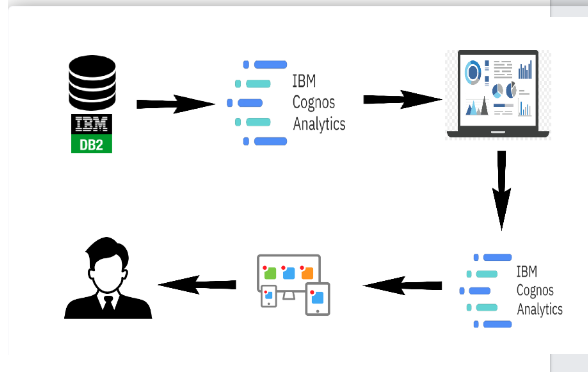 IBM
Cognos
Analytics
IBM
DB2
IBM
Cognos
Analytics